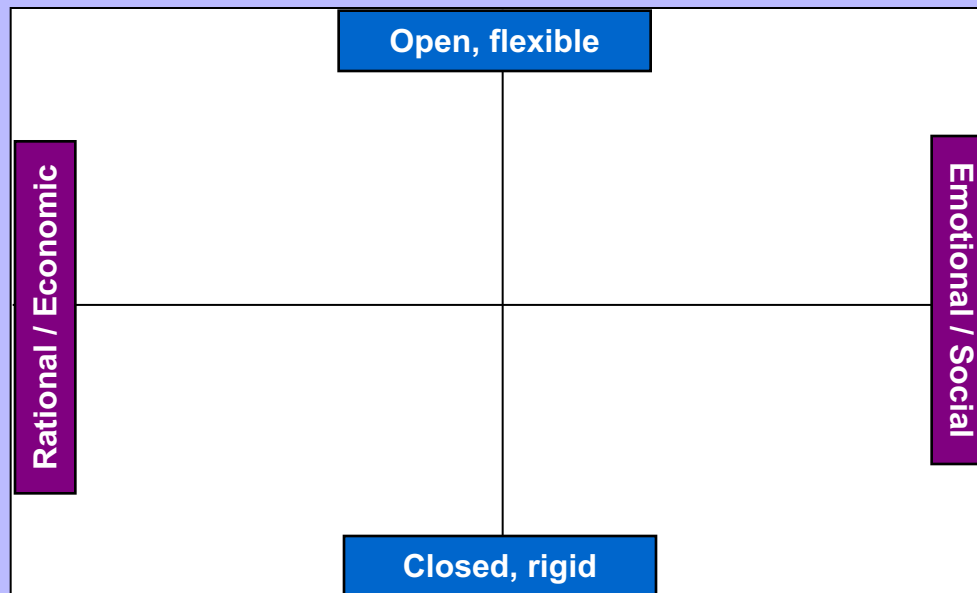 Open, flexible
Rational / Economic
Emotional / Social
Closed, rigid